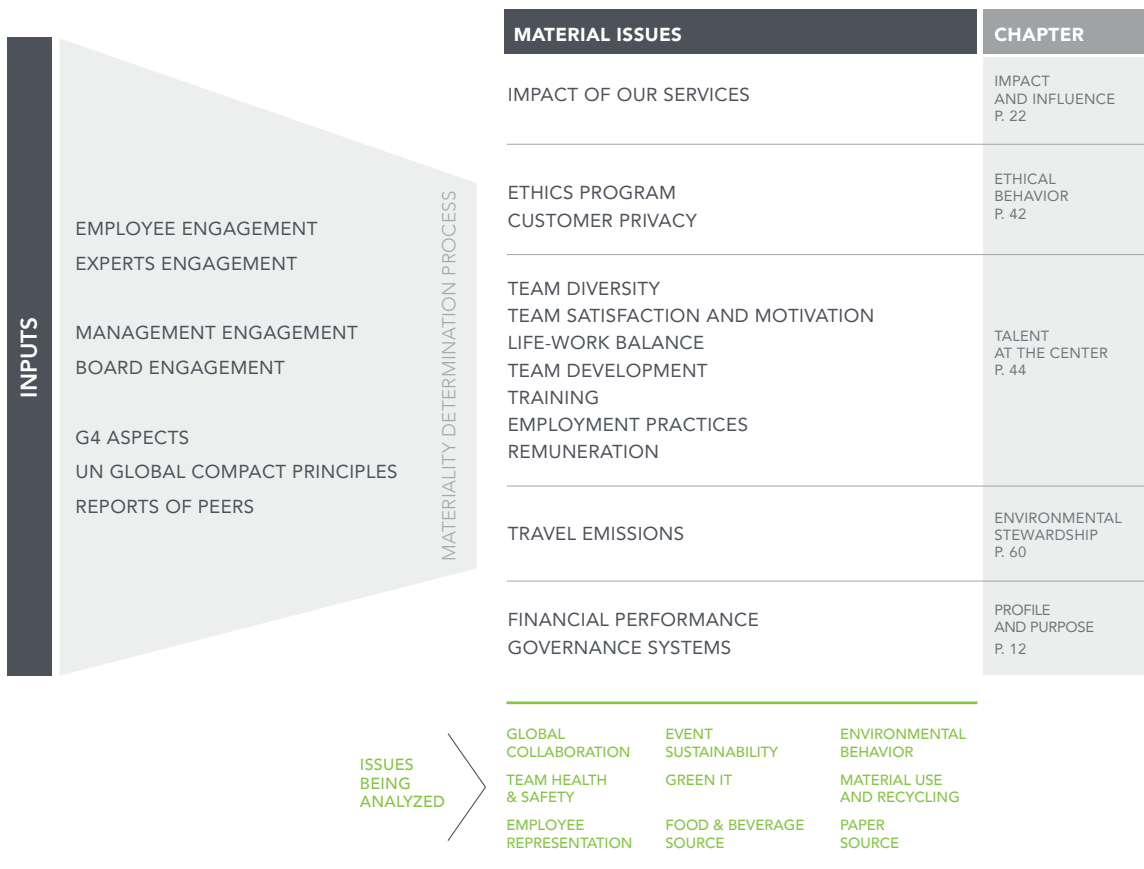 INPUTS
EMPLOYEE ENGAGEMENT
EXPERTS ENGAGEMENT
MANAGEMENT ENGAGEMENT
BOARD ENGAGEMENT
G4 ASPECTS
UN GLOBAL COMPACT PRINCIPLES
REPORTS OF PEERS
MATERIALITY DETERMINATION PROCESS
MATERIAL ISSUES
CHAPTER
IMPACT OF OUR SERVICES
IMPACT
AND INFLUENCE
P. 22
ETHICS PROGRAM
CUSTOMER PRIVACY
ETHICAL
BEHAVIOR
P. 42
TEAM DIVERSITY
TEAM SATISFACTION AND MOTIVATION
LIFE-WORK BALANCE
TEAM DEVELOPMENT
TRAINING
EMPLOYMENT PRACTICES
REMUNERATION
TALENT
AT THE CENTER
P. 44
TRAVEL EMISSIONS
ENVIRONMENTAL
STEWARDSHIP
P. 60
FINANCIAL PERFORMANCE
GOVERNANCE SYSTEMS
PROFILE
AND PURPOSE
P. 12
ISSUES
BEING
ANALYZED
GLOBAL
COLLABORATION
EVENT
SUSTAINABILITY
ENVIRONMENTAL
BEHAVIOR
TEAM HEALTH
& SAFETY
GREEN IT
MATERIAL USE
AND RECYCLING
EMPLOYEE
REPRESENTATION
FOOD & BEVERAGE
SOURCE
PAPER
SOURCE